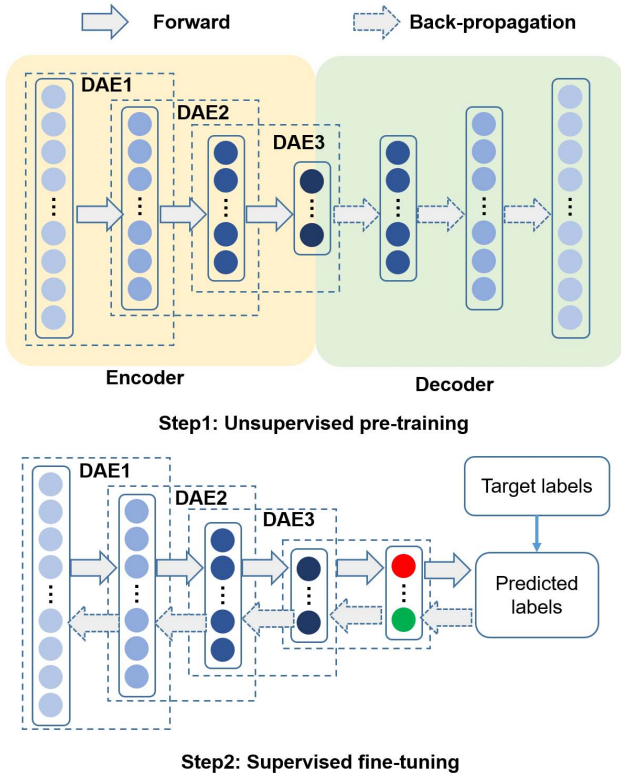 Forward
Back-propagation
DAE1
DAE2
DAE3
Encoder
Decoder
Step1: Unsupervised pre-training
DAE1
DAE2
DAE3
Target labels
Predicted
labels
Step2: Supervised fine-tuning